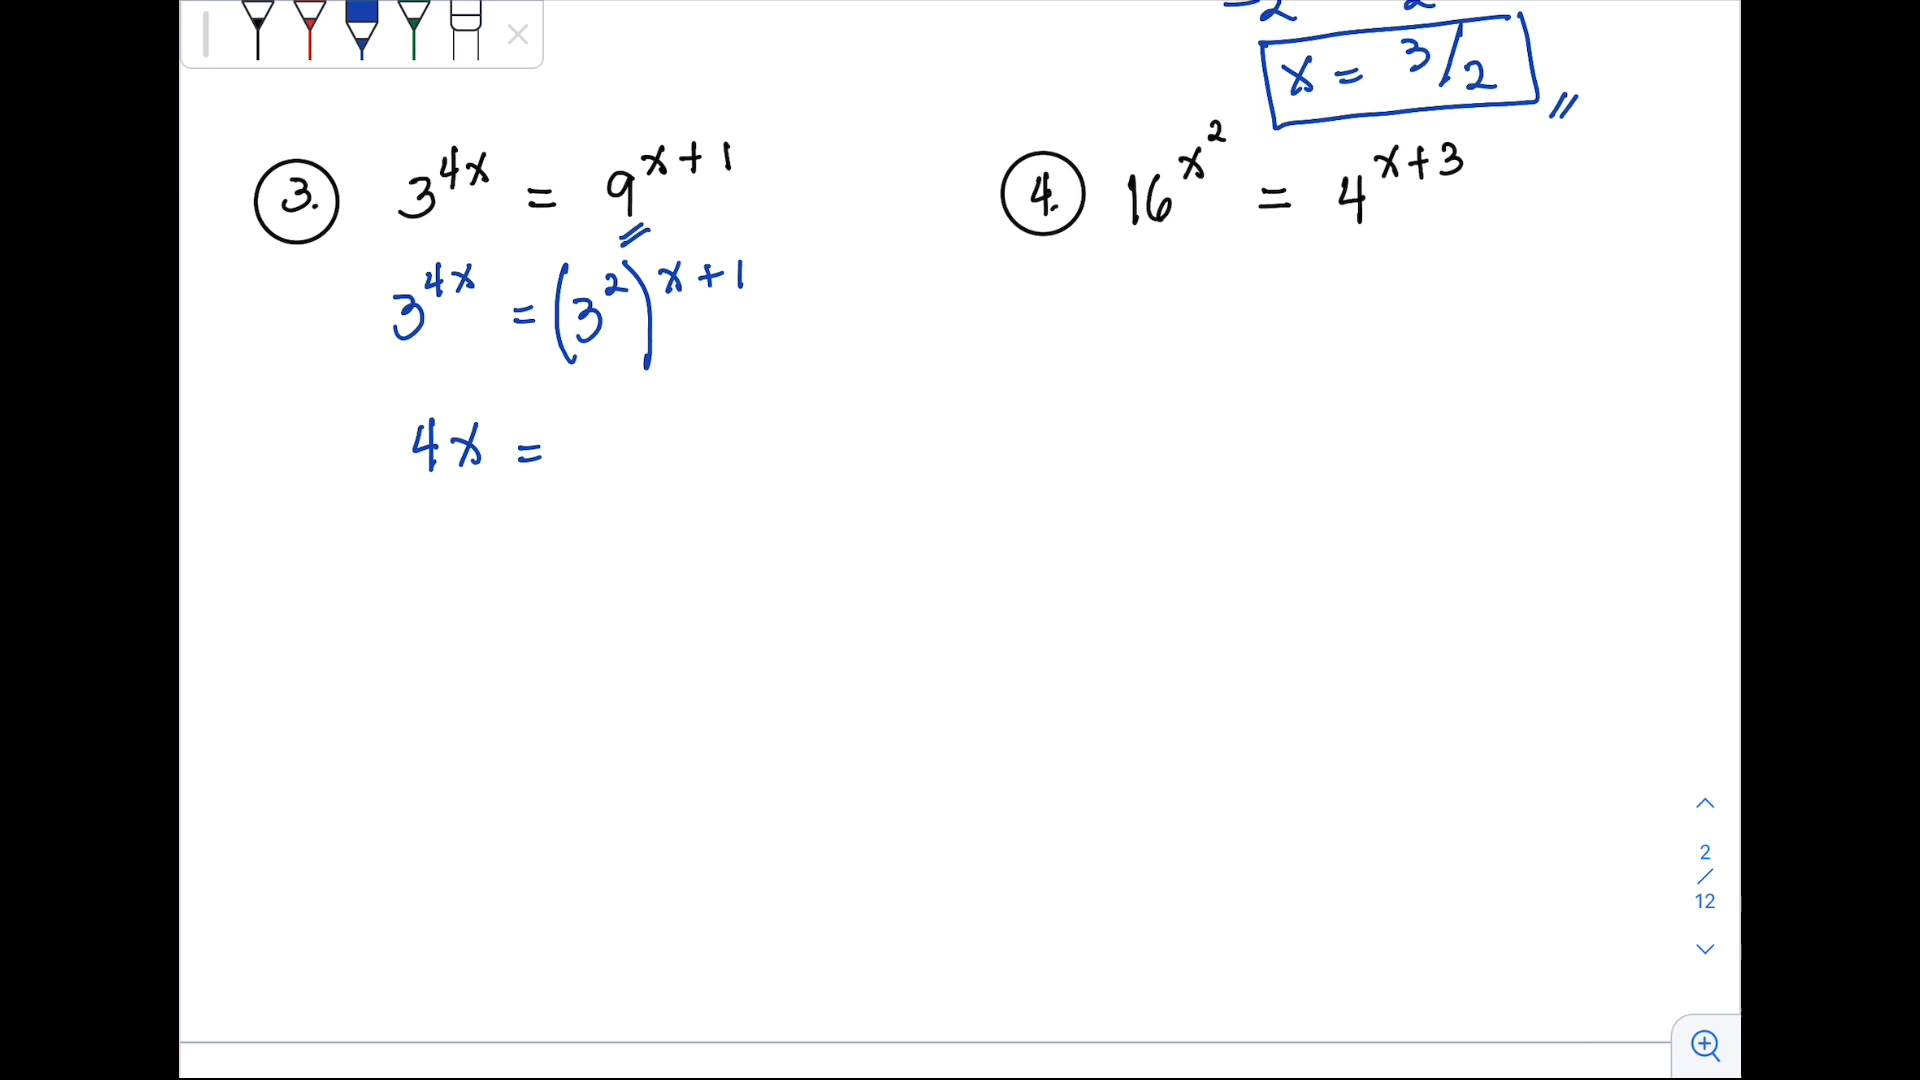 x = 3/2
3. 3^{4x} = 9^{x+1}
3^{4x} = (3^2)^{x+1}
4x =
4. 16^{x^2} = 4^{x+3}
2
/
12